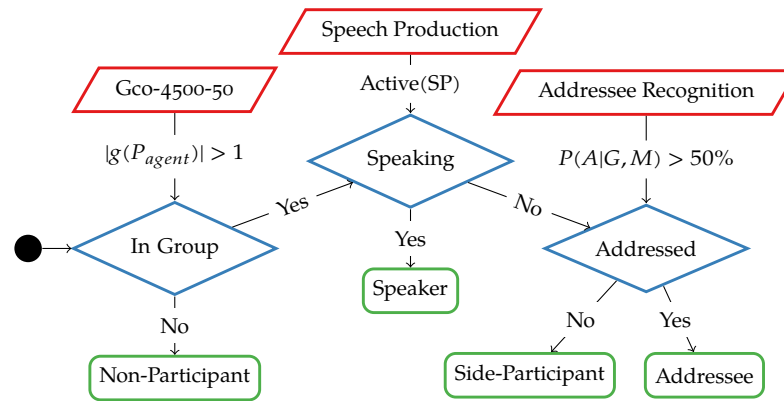 Speech Production
Gco-4500-50
Active(SP)
Addressee Recognition
|g(P_agent)| > 1
Speaking
P(A|G, M) > 50%
Yes
No
In Group
Yes
Addressed
Speaker
No
No
Yes
Non-Participant
Side-Participant
Addressee